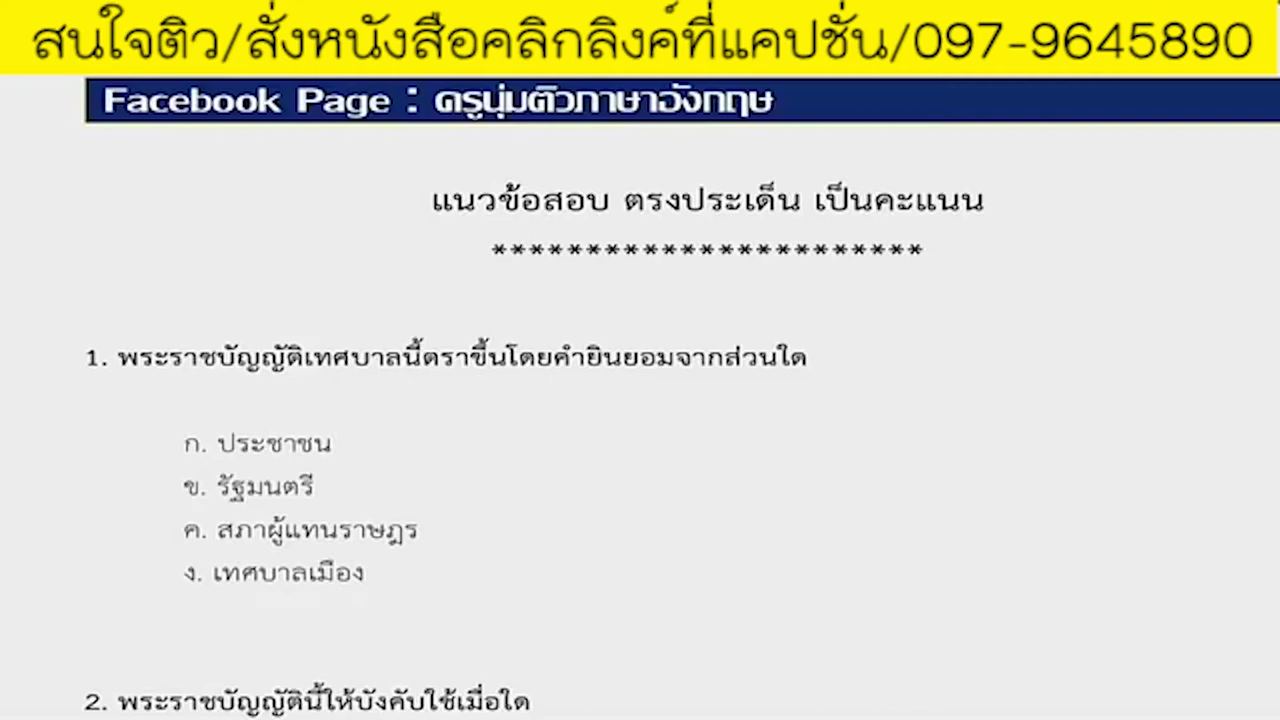 สนใจติว/สั่งหนังสือคลิกลิงค์ที่แคปชั่น/097-9645890
Facebook Page : ครูนุ่มติวภาษาอังกฤษ
แนวข้อสอบ ตรงประเด็น เป็นคะแนน
***********************
1. พระราชบัญญัติเทศบาลนี้ตราขึ้นโดยคำยินยอมจากส่วนใด
ก. ประชาชน
ข. รัฐมนตรี
ค. สภาผู้แทนราษฎร
ง. เทศบาลเมือง
2. พระราชบัญญัตินี้ให้บังคับใช้เมื่อใด